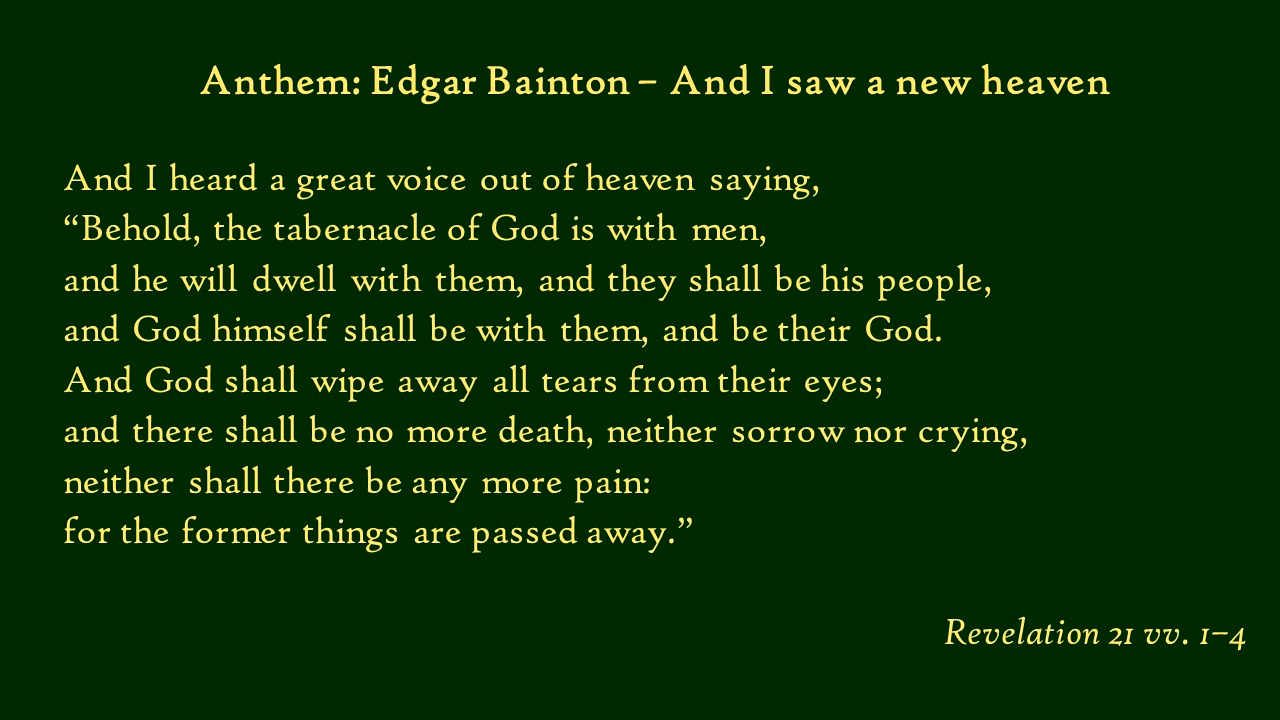 Anthem: Edgar Bainton – And I saw a new heaven
And I heard a great voice out of heaven saying,
“Behold, the tabernacle of God is with men,
and he will dwell with them, and they shall be his people,
and God himself shall be with them, and be their God.
And God shall wipe away all tears from their eyes;
and there shall be no more death, neither sorrow nor crying,
neither shall there be any more pain:
for the former things are passed away.”
Revelation 21 vv. 1–4